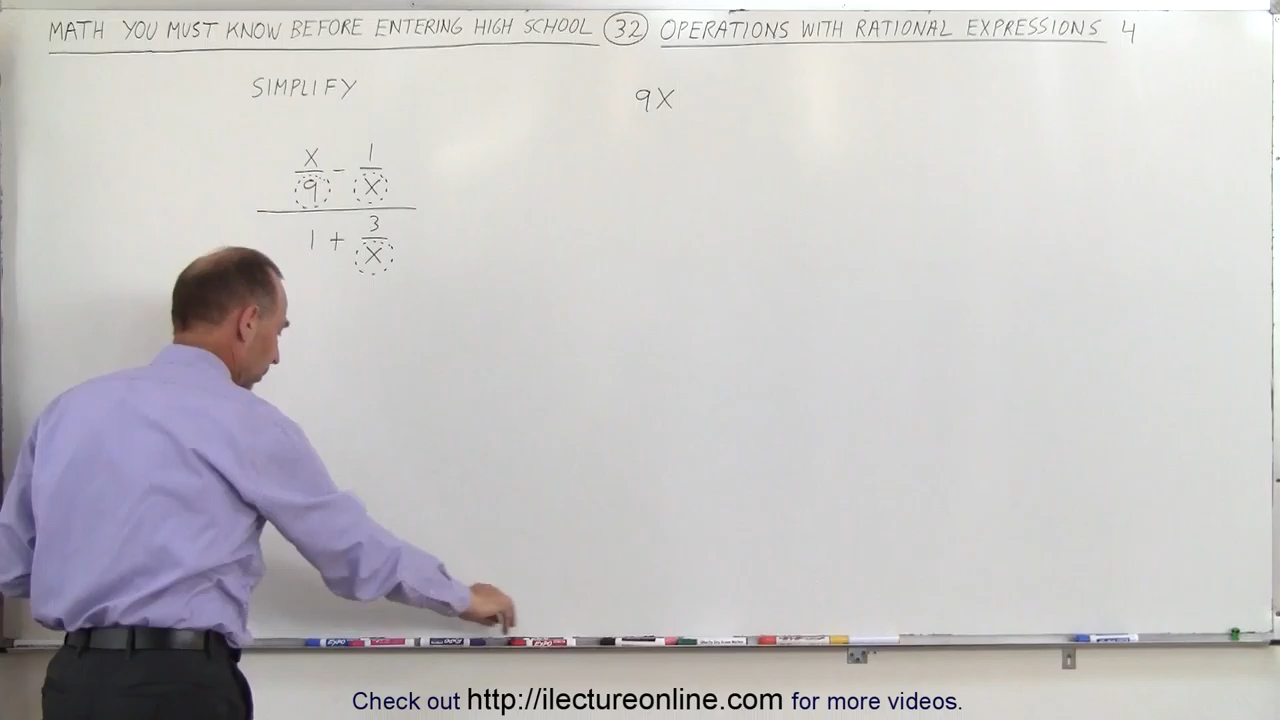 MATH YOU MUST KNOW BEFORE ENTERING HIGH SCHOOL 32 OPERATIONS WITH RATIONAL EXPRESSIONS 4
SIMPLIFY
9X
X/9 - 1/X
1 + 3/X
Check out http://ilectureonline.com for more videos.